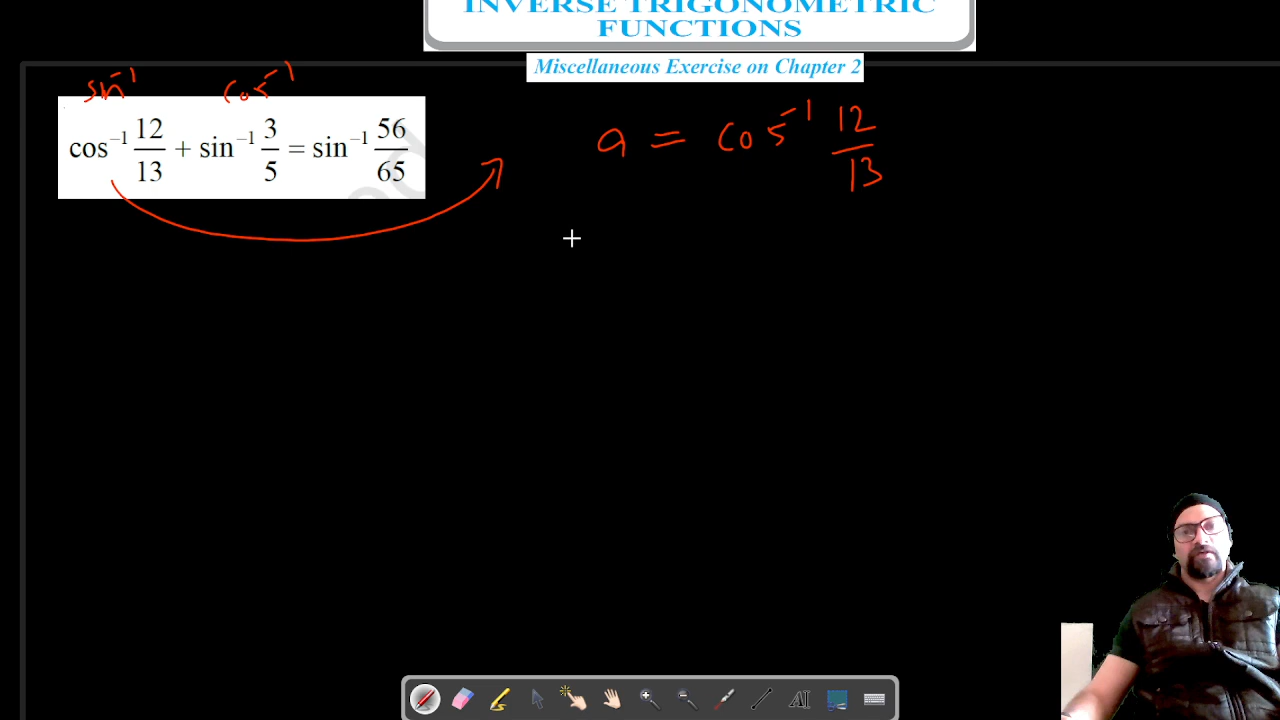 INVERSE TRIGONOMETRIC
FUNCTIONS
Miscellaneous Exercise on Chapter 2
sin⁻¹ cos⁻¹
cos⁻¹ 12/13 + sin⁻¹ 3/5 = sin⁻¹ 56/65
a = cos⁻¹ 12/13
AI